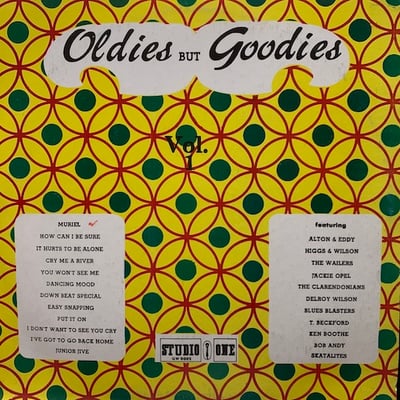 Oldies BUT Goodies
Vol.
1
MURIEL
HOW CAN I BE SURE
IT HURTS TO BE ALONE
CRY ME A RIVER
YOU WON'T SEE ME
DANCING MOOD
DOWN BEAT SPECIAL
EASY SNAPPING
PUT IT ON
I DON'T WANT TO SEE YOU CRY
I'VE GOT TO GO BACK HOME
JUNIOR JIVE
featuring
ALTON & EDDY
HIGGS & WILSON
THE WAILERS
JACKIE OPEL
THE CLARENDONIANS
DELROY WILSON
BLUES BLASTERS
T. BECKFORD
KEN BOOTHE
BOB ANDY
SKATALITES
STUDIO ONE